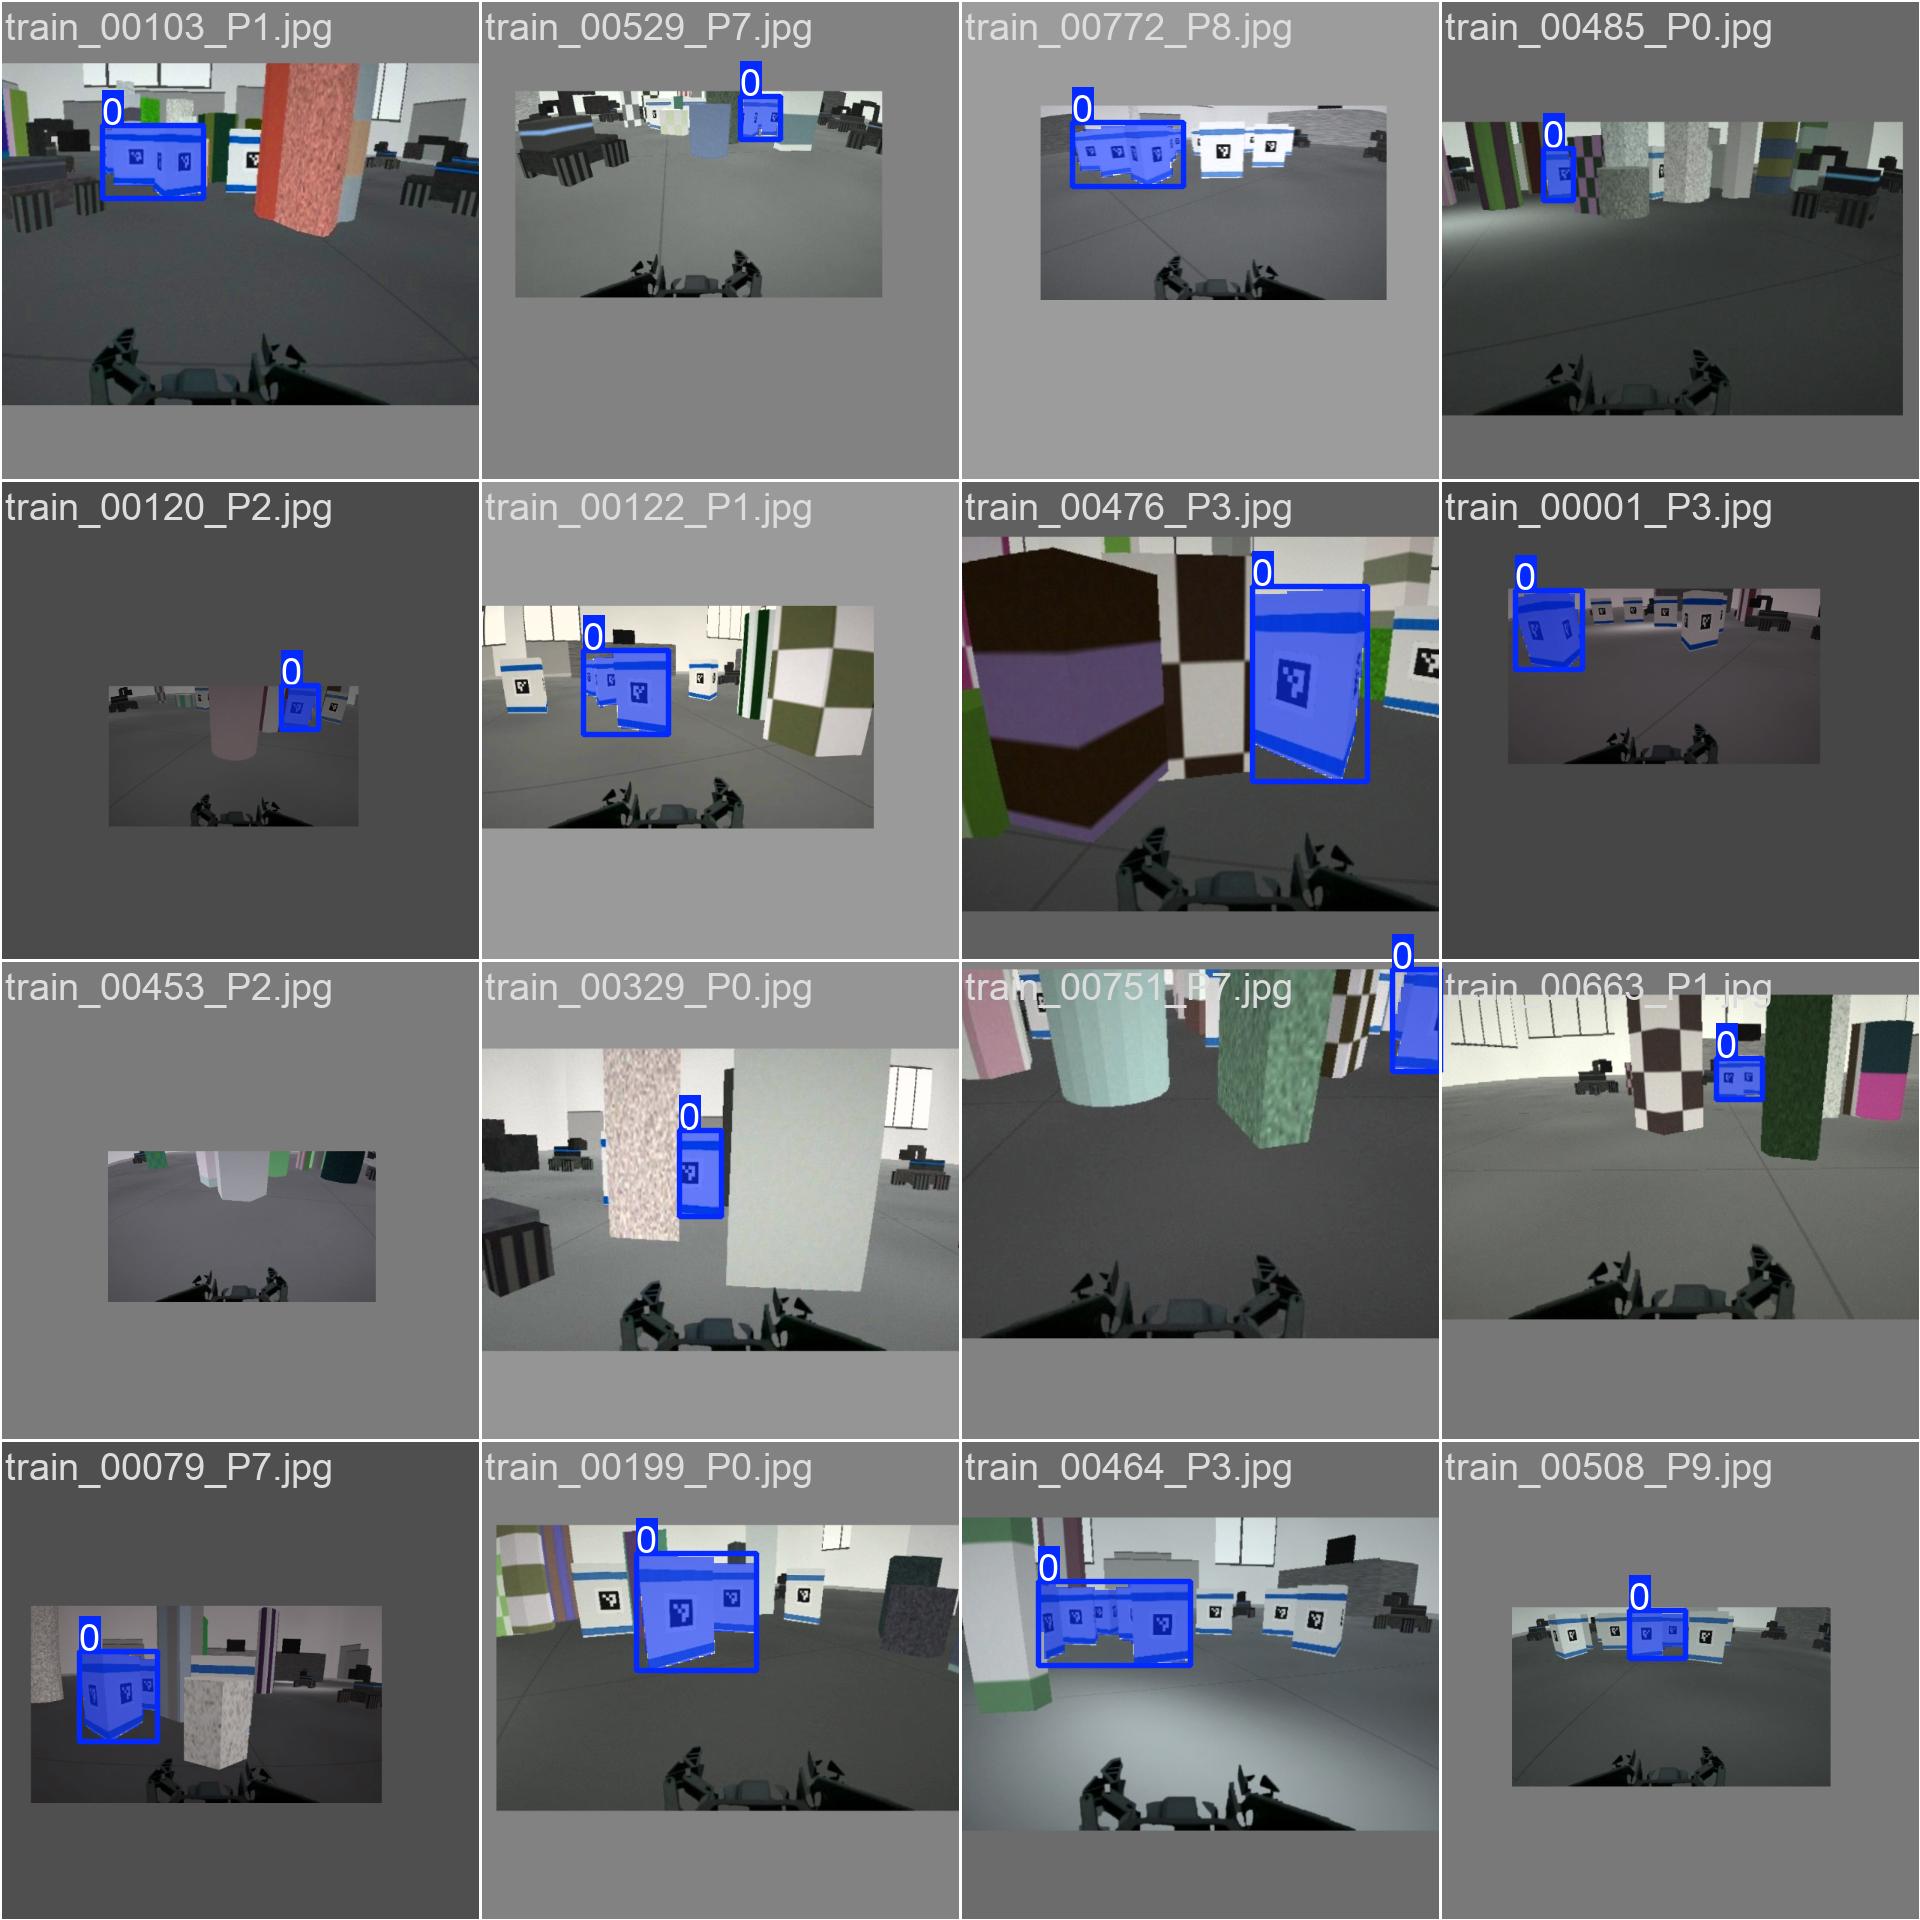 train_00103_P1.jpg
train_00529_P7.jpg
train_00772_P8.jpg
train_00485_P0.jpg
0
0
0
0
train_00120_P2.jpg
train_00122_P1.jpg
train_00476_P3.jpg
train_00001_P3.jpg
0
0
0
0
train_00453_P2.jpg
train_00329_P0.jpg
train_00751_P7.jpg
train_00663_P1.jpg
0
0
0
train_00079_P7.jpg
train_00199_P0.jpg
train_00464_P3.jpg
train_00508_P9.jpg
0
0
0
0